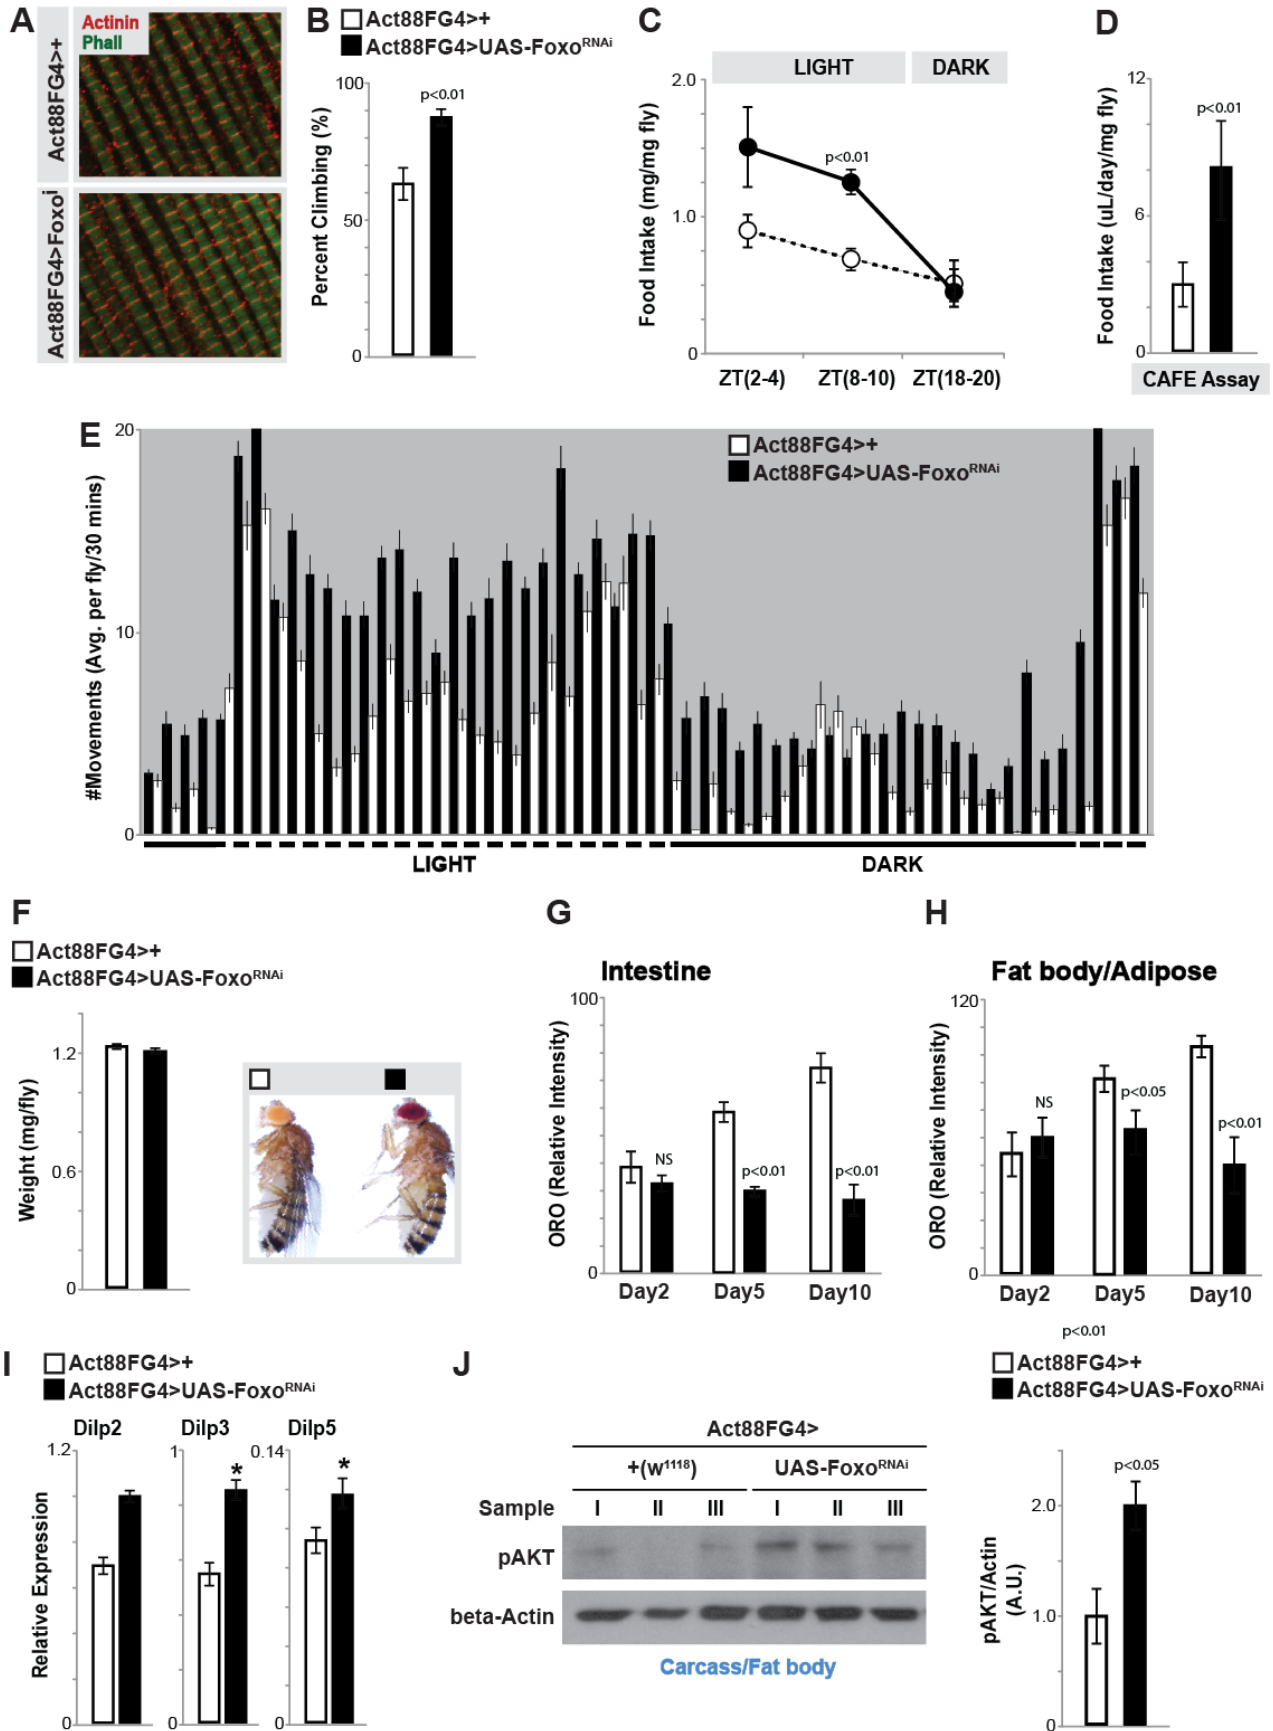 A
Act88FG4>+
Actinin
Phall
Act88FG4>Foxoi
B
Act88FG4>+
Act88FG4>UAS-FoxoRNAi
Percent Climbing (%)
100
50
0
p<0.01
C
LIGHT
DARK
Food Intake (mg/mg fly)
2.0
1.0
0
p<0.01
ZT(2-4)
ZT(8-10)
ZT(18-20)
D
Food Intake (uL/day/mg fly)
12
6
0
p<0.01
CAFE Assay
E
Act88FG4>+
Act88FG4>UAS-FoxoRNAi
#Movements (Avg. per fly/30 mins)
20
10
0
LIGHT
DARK
F
Act88FG4>+
Act88FG4>UAS-FoxoRNAi
Weight (mg/fly)
1.2
0.6
0
G
Intestine
ORO (Relative Intensity)
100
0
NS
p<0.01
p<0.01
Day2
Day5
Day10
H
Fat body/Adipose
ORO (Relative Intensity)
120
0
NS
p<0.05
p<0.01
Day2
Day5
Day10
p<0.01
I
Act88FG4>+
Act88FG4>UAS-FoxoRNAi
Relative Expression
Dilp2
1.2
0
Dilp3
1
0
*
Dilp5
0.14
0
*
J
Act88FG4>
+(w1118)
UAS-FoxoRNAi
Sample
I
II
III
I
II
III
pAKT
beta-Actin
Carcass/Fat body
Act88FG4>+
Act88FG4>UAS-FoxoRNAi
pAKT/Actin
(A.U.)
2.0
1.0
0
p<0.05